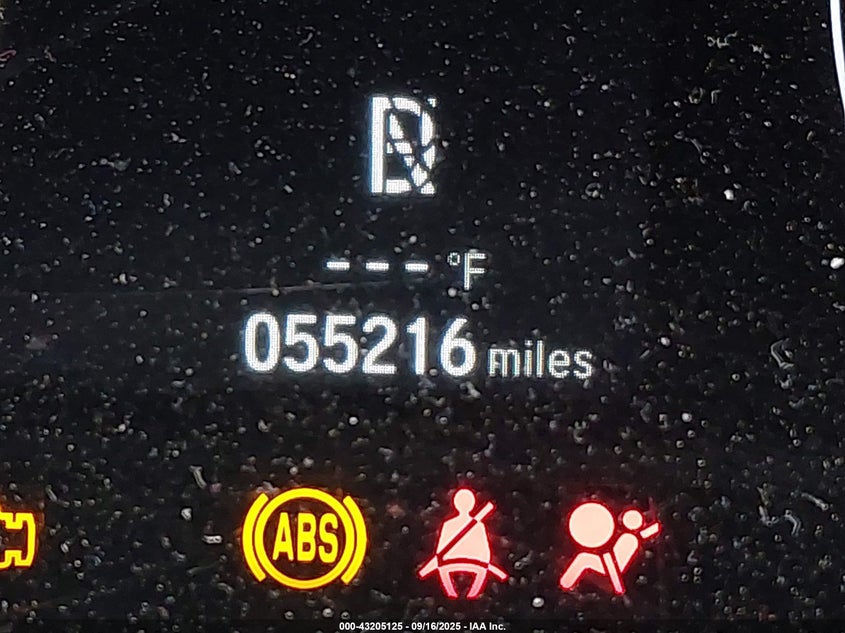 --- °F
055216 miles
ABS
000-43205125 - 09/16/2025 - IAA Inc.